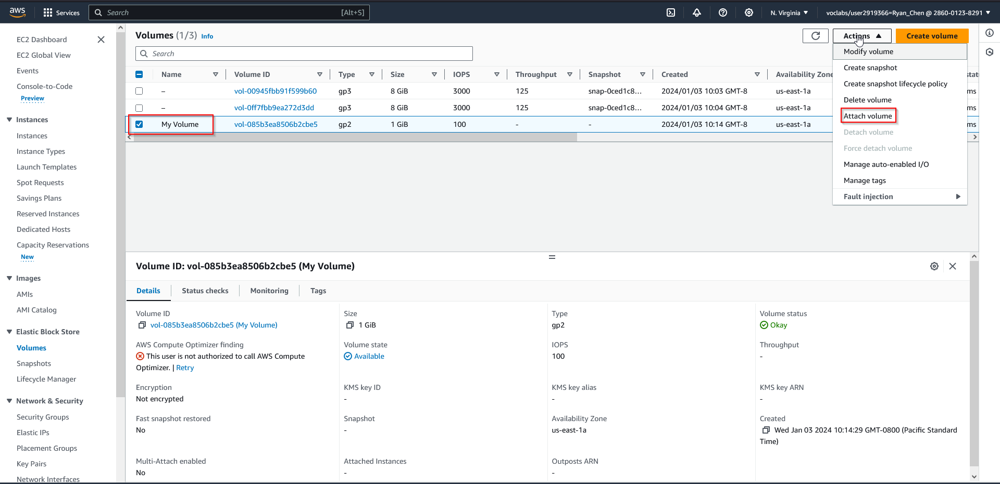 aws
Services
Search
[Alt+S]
N. Virginia
voclabs/user2919366=Ryan_Chen @ 2860-0123-8291
EC2 Dashboard
EC2 Global View
Events
Console-to-Code
Preview
Instances
Instances
Instance Types
Launch Templates
Spot Requests
Savings Plans
Reserved Instances
Dedicated Hosts
Capacity Reservations
New
Images
AMIs
AMI Catalog
Elastic Block Store
Volumes
Snapshots
Lifecycle Manager
Network & Security
Security Groups
Elastic IPs
Placement Groups
Key Pairs
Network Interfaces
Volumes (1/3) Info
Actions
Create volume
Search
Name Volume ID Type Size IOPS Throughput Snapshot Created Availability Zone
– vol-00945fbb91f599b60 gp3 8 GiB 3000 125 snap-0ced1c8... 2024/01/03 10:03 GMT-8 us-east-1a ms
– vol-0ff7fbb9ea272d3dd gp3 8 GiB 3000 125 snap-0ced1c8... 2024/01/03 10:04 GMT-8 us-east-1a ms
My Volume vol-085b3ea8506b2cbe5 gp2 1 GiB 100 - - 2024/01/03 10:14 GMT-8 us-east-1a ms
Modify volume
Create snapshot
Create snapshot lifecycle policy
Delete volume
Attach volume
Detach volume
Force detach volume
Manage auto-enabled I/O
Manage tags
Fault injection
Volume ID: vol-085b3ea8506b2cbe5 (My Volume)
Details Status checks Monitoring Tags
Volume ID
vol-085b3ea8506b2cbe5 (My Volume)
Size
1 GiB
Type
gp2
Volume status
Okay
AWS Compute Optimizer finding
This user is not authorized to call AWS Compute
Optimizer. | Retry
Volume state
Available
IOPS
100
Throughput
-
Encryption
Not encrypted
KMS key ID
-
KMS key alias
-
KMS key ARN
-
Fast snapshot restored
No
Snapshot
-
Availability Zone
us-east-1a
Created
Wed Jan 03 2024 10:14:29 GMT-0800 (Pacific Standard
Time)
Multi-Attach enabled
No
Attached Instances
-
Outposts ARN
-